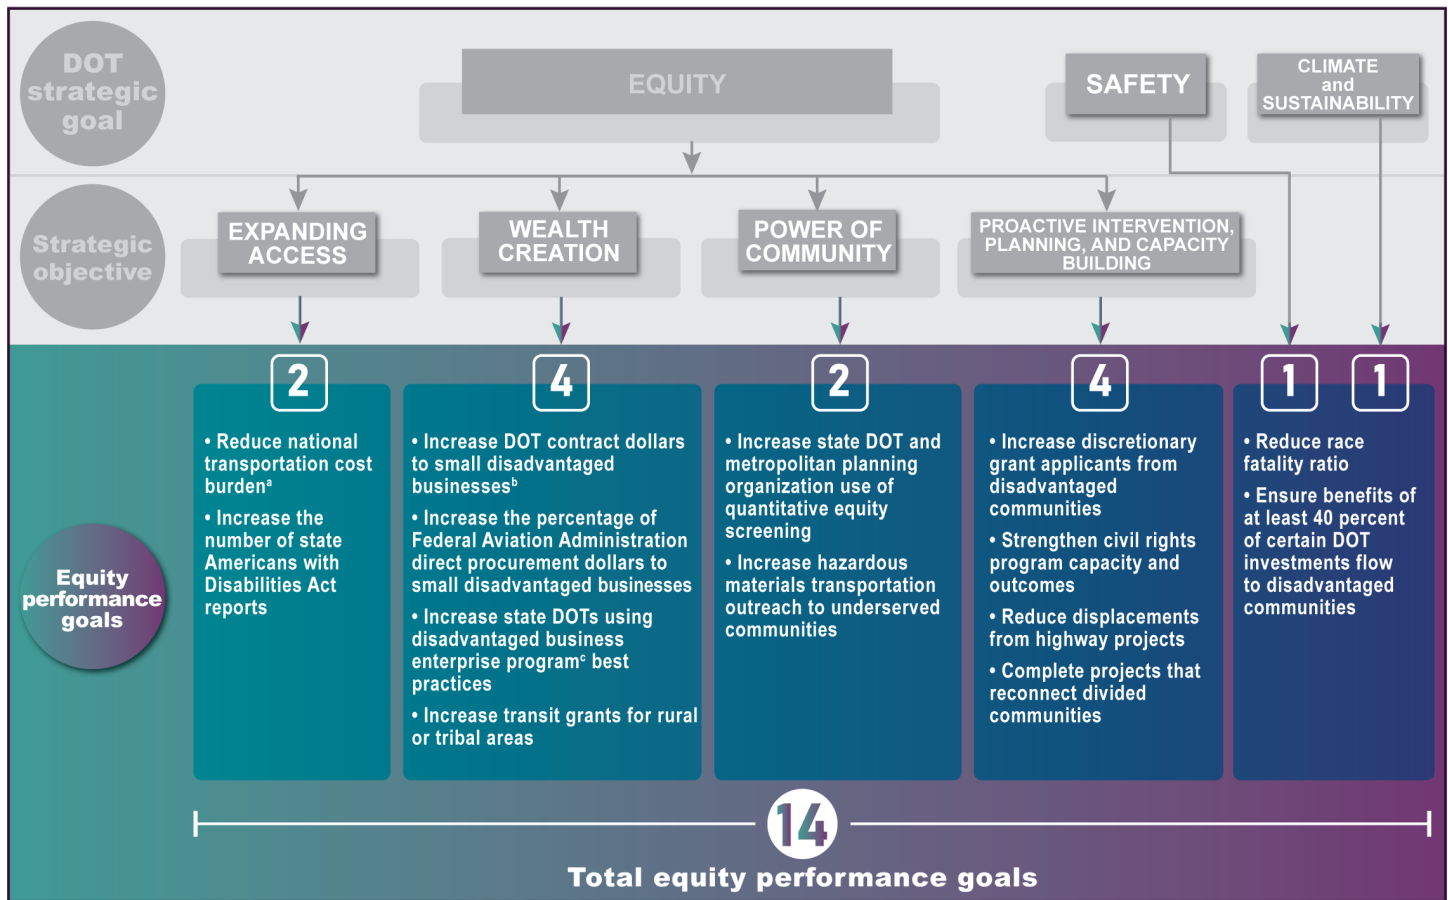 DOT
strategic
goal
EQUITY
SAFETY
CLIMATE
and
SUSTAINABILITY
Strategic
objective
EXPANDING
ACCESS
WEALTH
CREATION
POWER OF
COMMUNITY
PROACTIVE INTERVENTION,
PLANNING, AND CAPACITY
BUILDING
Equity
performance
goals
2
• Reduce national
transportation cost
burdenᵃ
• Increase the
number of state
Americans with
Disabilities Act
reports
4
• Increase DOT contract dollars
to small disadvantaged
businessesᵇ
• Increase the percentage of
Federal Aviation Administration
direct procurement dollars to
small disadvantaged businesses
• Increase state DOTs using
disadvantaged business
enterprise programᶜ best
practices
• Increase transit grants for rural
or tribal areas
2
• Increase state DOT and
metropolitan planning
organization use of
quantitative equity
screening
• Increase hazardous
materials transportation
outreach to underserved
communities
4
• Increase discretionary
grant applicants from
disadvantaged
communities
• Strengthen civil rights
program capacity and
outcomes
• Reduce displacements
from highway projects
• Complete projects that
reconnect divided
communities
1
1
• Reduce race
fatality ratio
• Ensure benefits of
at least 40 percent
of certain DOT
investments flow
to disadvantaged
communities
14
Total equity performance goals